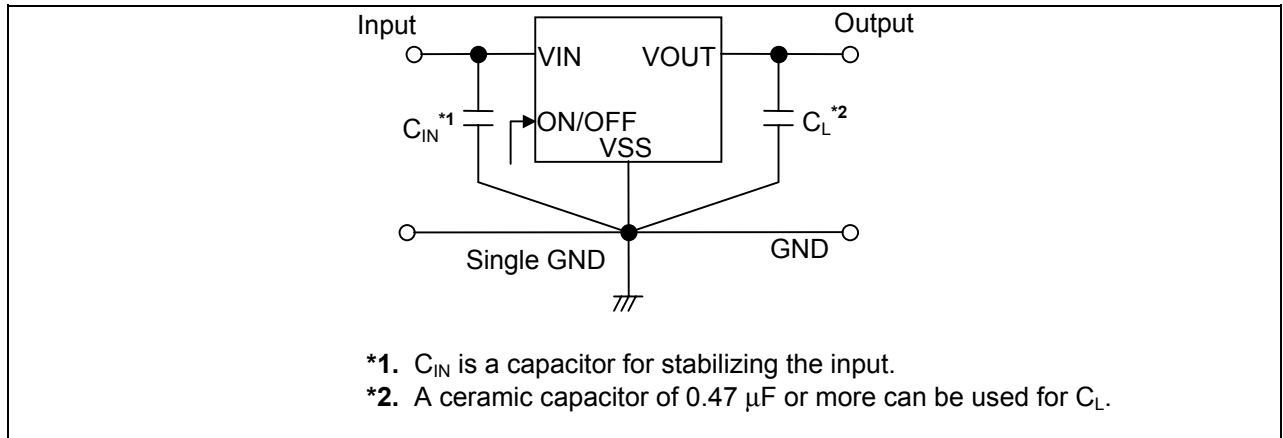 Input
Output
VIN
VOUT
C_IN*1
ON/OFF
VSS
C_L*2
Single GND
GND
*1. C_IN is a capacitor for stabilizing the input.
*2. A ceramic capacitor of 0.47 μF or more can be used for C_L.